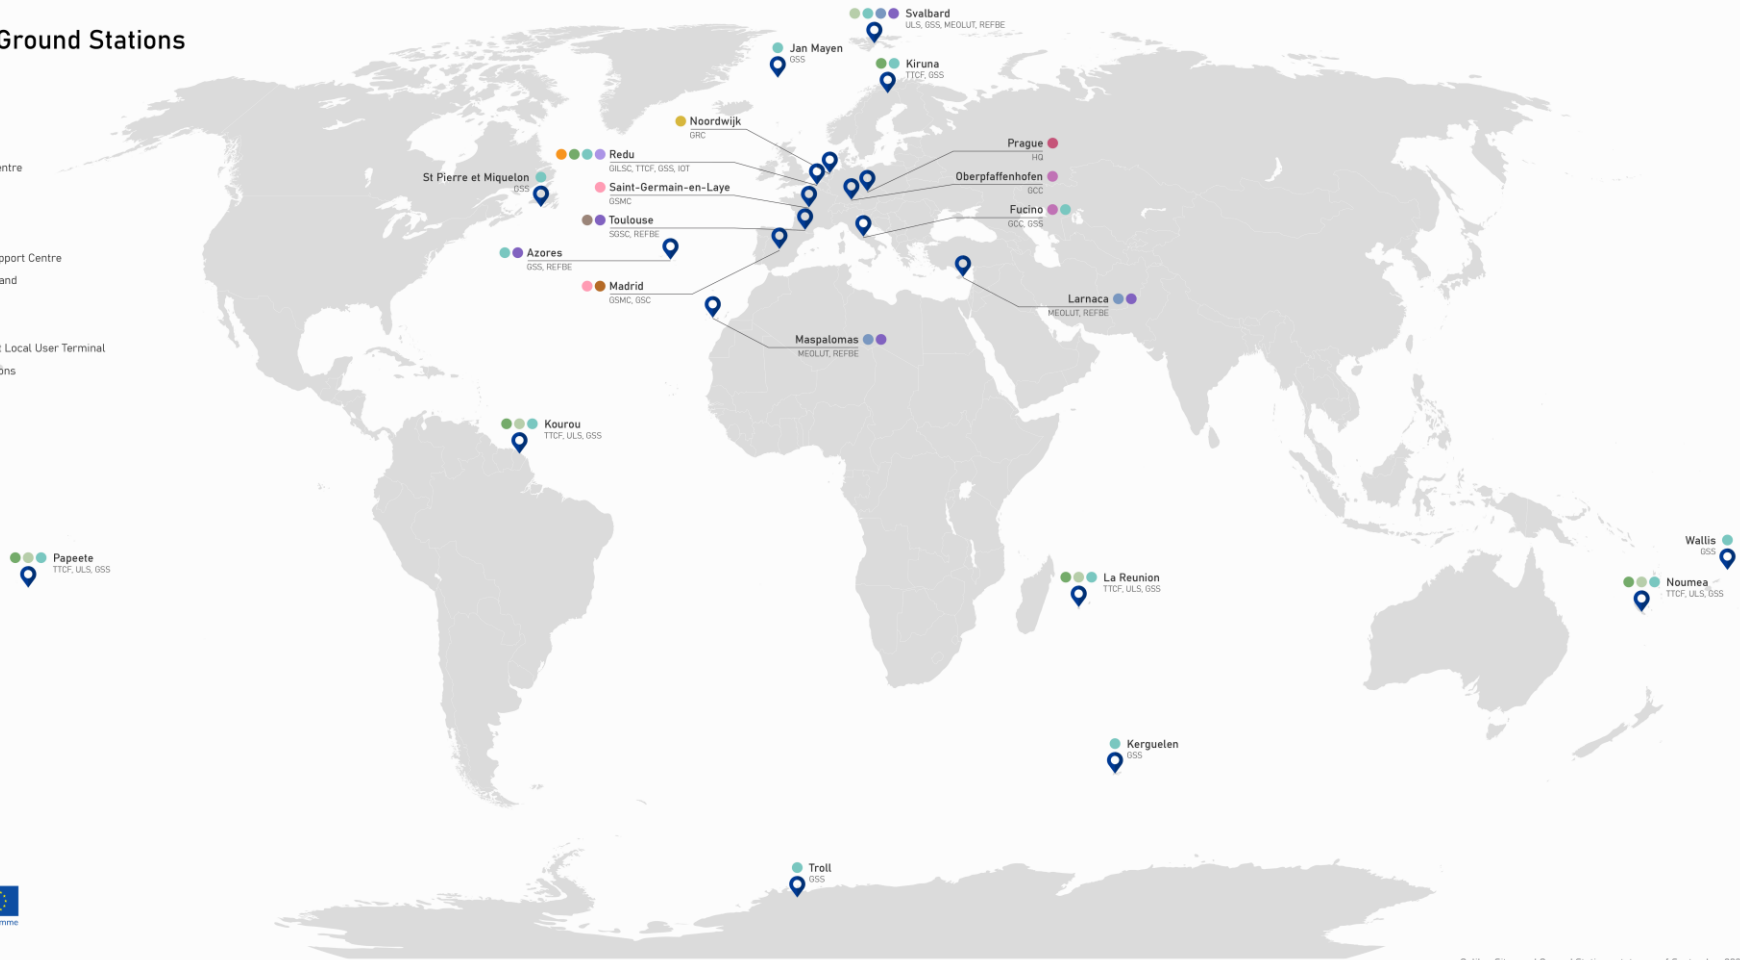 Ground Stations
Svalbard
ULS, GSS, MEOLUT, REFBE
Jan Mayen
GSS
Kiruna
TTCF, GSS
Noordwijk
GRC
Prague
HQ
Redu
GILSC, TTCF, GSS, IOT
St Pierre et Miquelon
GSS
Oberpfaffenhofen
GCC
Saint-Germain-en-Laye
GSMC
Fucino
GCC, GSS
Toulouse
SGSC, REFBE
Azores
GSS, REFBE
Madrid
GSMC, GSC
Larnaca
MEOLUT, REFBE
Maspalomas
MEOLUT, REFBE
entre
pport Centre
and
t Local User Terminal
ons
Kourou
TTCF, ULS, GSS
Wallis
GSS
Papeete
TTCF, ULS, GSS
La Reunion
TTCF, ULS, GSS
Noumea
TTCF, ULS, GSS
Kerguelen
GSS
Troll
GSS
mme